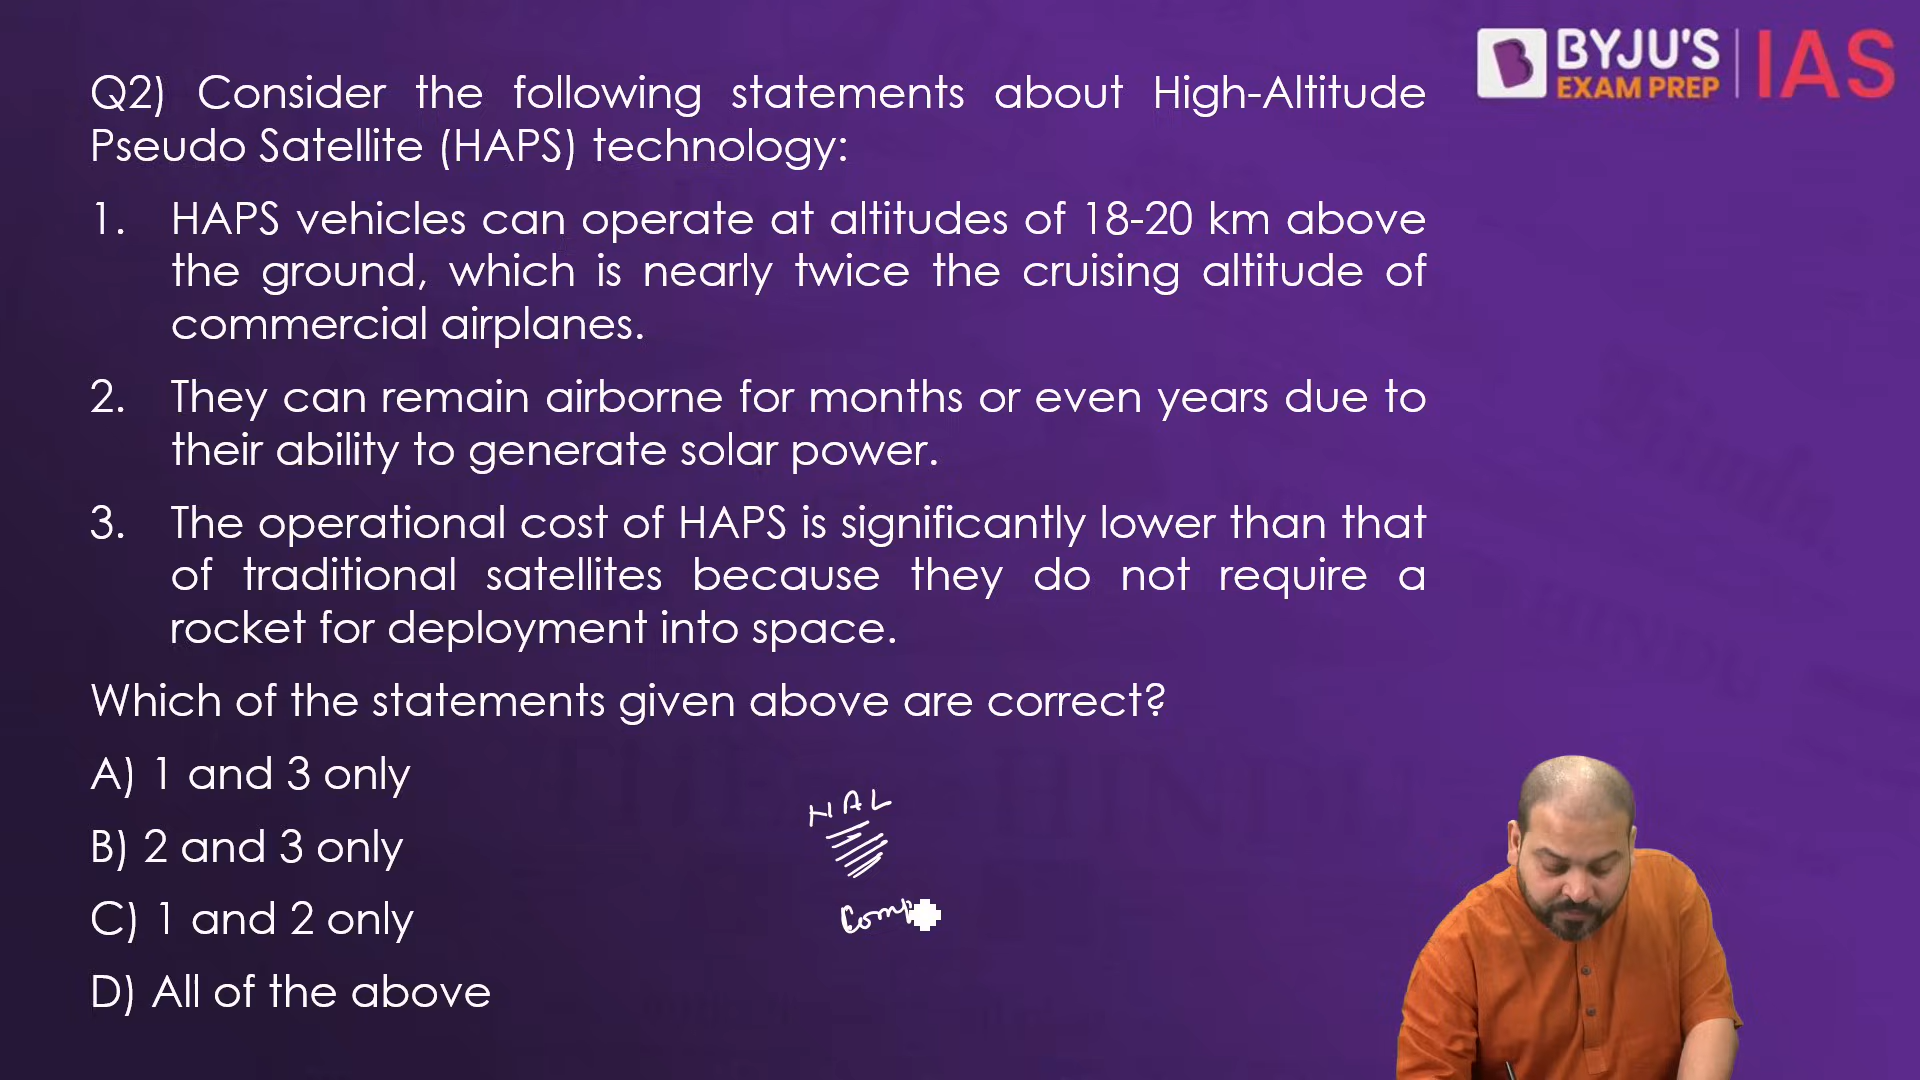 BYJU'S
EXAM PREP
IAS
Q2) Consider the following statements about High-Altitude
Pseudo Satellite (HAPS) technology:
1. HAPS vehicles can operate at altitudes of 18-20 km above
the ground, which is nearly twice the cruising altitude of
commercial airplanes.
2. They can remain airborne for months or even years due to
their ability to generate solar power.
3. The operational cost of HAPS is significantly lower than that
of traditional satellites because they do not require a
rocket for deployment into space.
Which of the statements given above are correct?
A) 1 and 3 only
B) 2 and 3 only
C) 1 and 2 only
D) All of the above
NAL
Comp